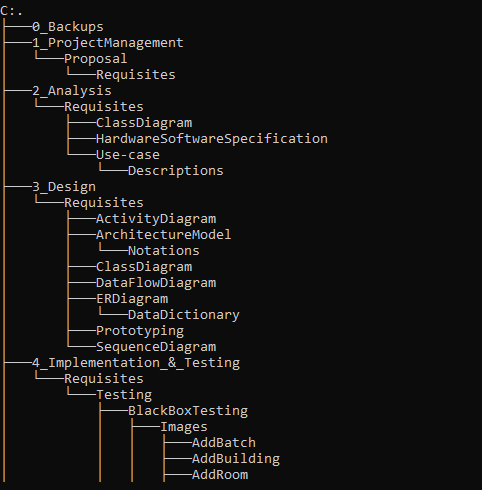 C:.
├───0_Backups
├───1_ProjectManagement
│   └───Proposal
│       └───Requisites
├───2_Analysis
│   └───Requisites
│       ├───ClassDiagram
│       ├───HardwareSoftwareSpecification
│       └───Use-case
│           └───Descriptions
├───3_Design
│   └───Requisites
│       ├───ActivityDiagram
│       ├───ArchitectureModel
│       │   └───Notations
│       ├───ClassDiagram
│       ├───DataFlowDiagram
│       ├───ERDiagram
│       │   └───DataDictionary
│       ├───Prototyping
│       └───SequenceDiagram
├───4_Implementation_&_Testing
│   └───Requisites
│       └───Testing
│           ├───BlackBoxTesting
│           │   ├───Images
│           │   │   ├───AddBatch
│           │   │   ├───AddBuilding
│           │   │   ├───AddRoom